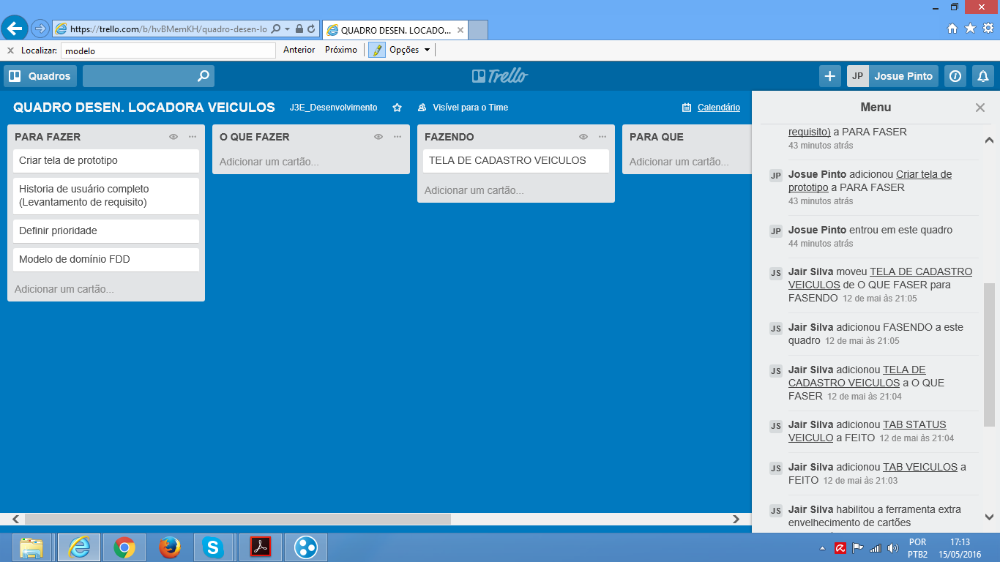 https://trello.com/b/hvBMemKH/quadro-desen-lo
QUADRO DESEN. LOCADO...
x Localizar: modelo Anterior Próximo Opções
Quadros
Trello
JP Josue Pinto
QUADRO DESEN. LOCADORA VEICULOS J3E_Desenvolvimento Visível para o Time Calendário
PARA FAZER
Criar tela de prototipo
Historia de usuário completo
(Levantamento de requisito)
Definir prioridade
Modelo de domínio FDD
Adicionar um cartão...
O QUE FAZER
Adicionar um cartão...
FAZENDO
TELA DE CADASTRO VEICULOS
Adicionar um cartão...
PARA QUE
Adicionar um cartão...
Menu
requisito) a PARA FASER
43 minutos atrás
JP Josue Pinto adicionou Criar tela de
prototipo a PARA FASER
43 minutos atrás
JP Josue Pinto entrou em este quadro
44 minutos atrás
JS Jair Silva moveu TELA DE CADASTRO
VEICULOS de O QUE FASER para
FASENDO 12 de mai às 21:05
JS Jair Silva adicionou FASENDO a este
quadro 12 de mai às 21:05
JS Jair Silva adicionou TELA DE
CADASTRO VEICULOS a O QUE
FASER 12 de mai às 21:04
JS Jair Silva adicionou TAB STATUS
VEICULO a FEITO 12 de mai às 21:04
JS Jair Silva adicionou TAB VEICULOS a
FEITO 12 de mai às 21:03
JS Jair Silva habilitou a ferramenta extra
envelhecimento de cartões
POR
PTB2
17:13
15/05/2016